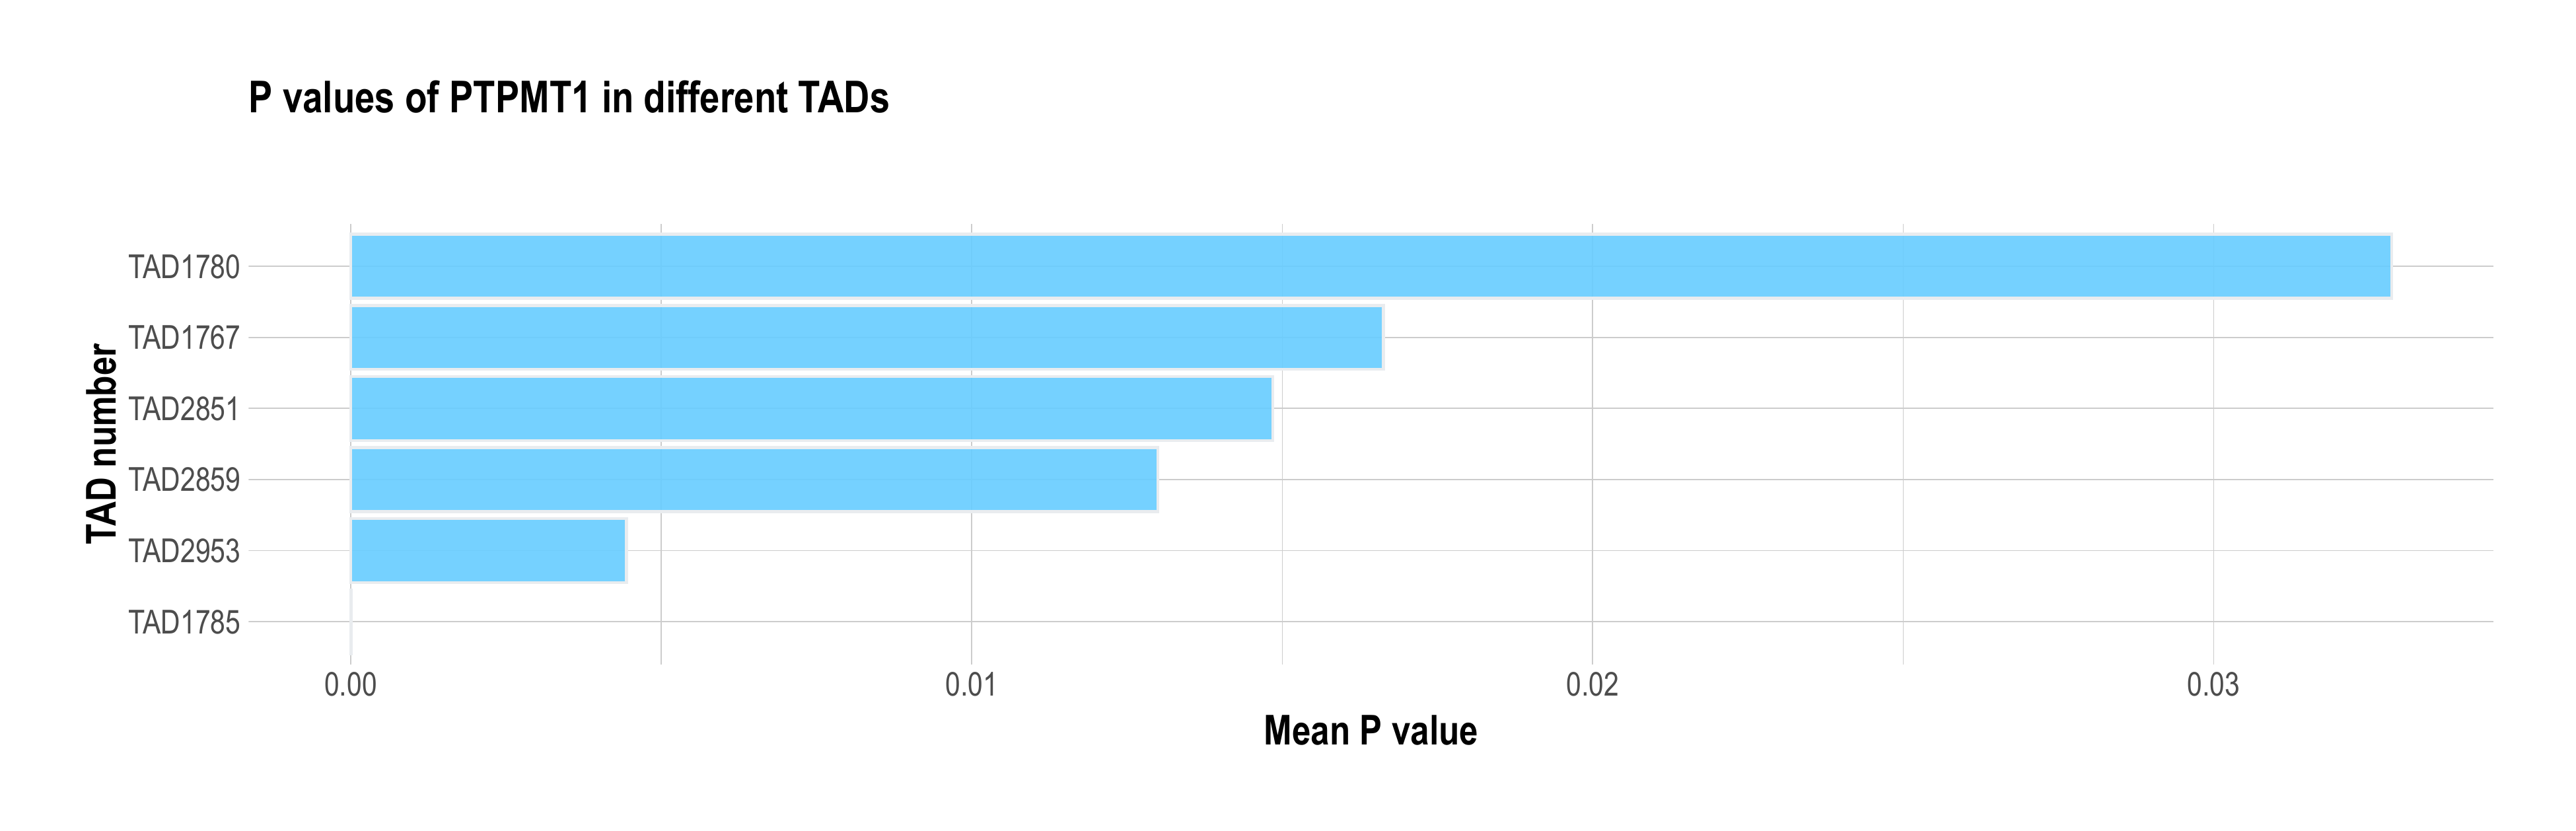 P values of PTPMT1 in different TADs
TAD number
TAD1780
TAD1767
TAD2851
TAD2859
TAD2953
TAD1785
0.00 0.01 0.02 0.03
Mean P value